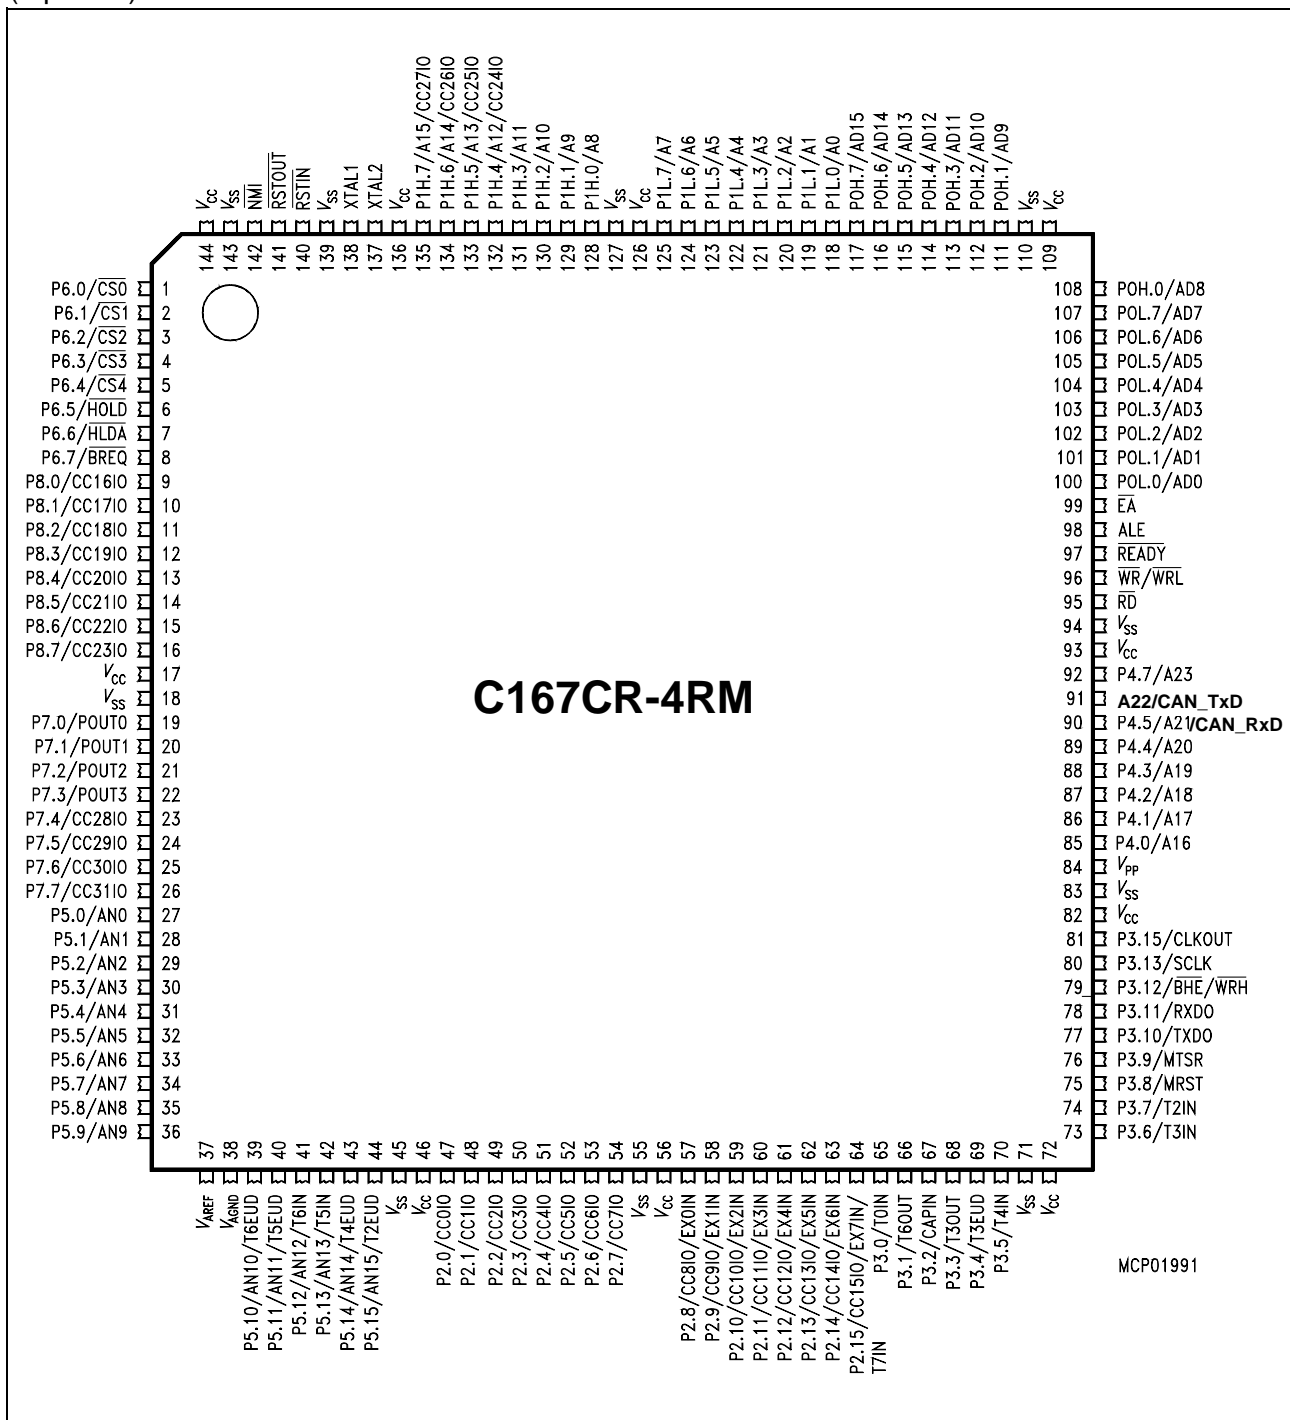 V_CC
V_SS
NMI
RSTOUT
RSTIN
V_SS
XTAL1
XTAL2
V_CC
P1H.7/A15/CC27IO
P1H.6/A14/CC26IO
P1H.5/A13/CC25IO
P1H.4/A12/CC24IO
P1H.3/A11
P1H.2/A10
P1H.1/A9
P1H.0/A8
V_SS
V_CC
P1L.7/A7
P1L.6/A6
P1L.5/A5
P1L.4/A4
P1L.3/A3
P1L.2/A2
P1L.1/A1
P1L.0/A0
P0H.7/AD15
P0H.6/AD14
P0H.5/AD13
P0H.4/AD12
P0H.3/AD11
P0H.2/AD10
P0H.1/AD9
V_SS
V_CC
144 143 142 141 140 139 138 137 136 135 134 133 132 131 130 129 128 127 126 125 124 123 122 121 120 119 118 117 116 115 114 113 112 111 110 109
P6.0/CS0 1
P6.1/CS1 2
P6.2/CS2 3
P6.3/CS3 4
P6.4/CS4 5
P6.5/HOLD 6
P6.6/HLDA 7
P6.7/BREQ 8
P8.0/CC16IO 9
P8.1/CC17IO 10
P8.2/CC18IO 11
P8.3/CC19IO 12
P8.4/CC20IO 13
P8.5/CC21IO 14
P8.6/CC22IO 15
P8.7/CC23IO 16
V_CC 17
V_SS 18
P7.0/POUT0 19
P7.1/POUT1 20
P7.2/POUT2 21
P7.3/POUT3 22
P7.4/CC28IO 23
P7.5/CC29IO 24
P7.6/CC30IO 25
P7.7/CC31IO 26
P5.0/AN0 27
P5.1/AN1 28
P5.2/AN2 29
P5.3/AN3 30
P5.4/AN4 31
P5.5/AN5 32
P5.6/AN6 33
P5.7/AN7 34
P5.8/AN8 35
P5.9/AN9 36
C167CR-4RM
108 P0H.0/AD8
107 P0L.7/AD7
106 P0L.6/AD6
105 P0L.5/AD5
104 P0L.4/AD4
103 P0L.3/AD3
102 P0L.2/AD2
101 P0L.1/AD1
100 P0L.0/AD0
99 EA
98 ALE
97 READY
96 WR/WRL
95 RD
94 V_SS
93 V_CC
92 P4.7/A23
91 A22/CAN_TxD
90 P4.5/A21/CAN_RxD
89 P4.4/A20
88 P4.3/A19
87 P4.2/A18
86 P4.1/A17
85 P4.0/A16
84 V_PP
83 V_SS
82 V_CC
81 P3.15/CLKOUT
80 P3.13/SCLK
79 P3.12/BHE/WRH
78 P3.11/RXD0
77 P3.10/TXD0
76 P3.9/MTSR
75 P3.8/MRST
74 P3.7/T2IN
73 P3.6/T3IN
37 38 39 40 41 42 43 44 45 46 47 48 49 50 51 52 53 54 55 56 57 58 59 60 61 62 63 64 65 66 67 68 69 70 71 72
V_AREF
V_AGND
P5.10/AN10/T6EUD
P5.11/AN11/T5EUD
P5.12/AN12/T6IN
P5.13/AN13/T5IN
P5.14/AN14/T4EUD
P5.15/AN15/T2EUD
V_SS
V_CC
P2.0/CC0IO
P2.1/CC1IO
P2.2/CC2IO
P2.3/CC3IO
P2.4/CC4IO
P2.5/CC5IO
P2.6/CC6IO
P2.7/CC7IO
V_SS
V_CC
P2.8/CC8IO/EX0IN
P2.9/CC9IO/EX1IN
P2.10/CC10IO/EX2IN
P2.11/CC11IO/EX3IN
P2.12/CC12IO/EX4IN
P2.13/CC13IO/EX5IN
P2.14/CC14IO/EX6IN
P2.15/CC15IO/EX7IN/
T7IN
P3.0/T0IN
P3.1/T6OUT
P3.2/CAPIN
P3.3/T3OUT
P3.4/T3EUD
P3.5/T4IN
V_SS
V_CC
MCP01991